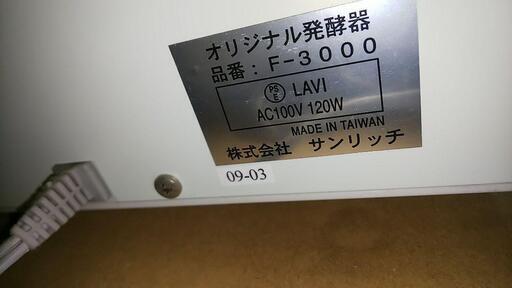 オリジナル発酵器
品番：F-3000
PS
E
LAVI
AC100V 120W
MADE IN TAIWAN
株式会社 サンリッチ
09-03